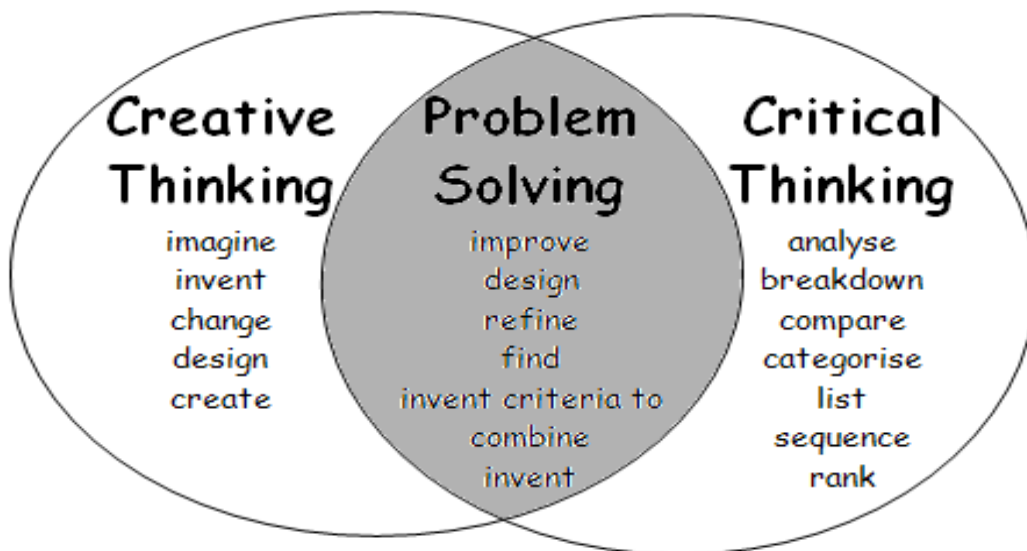 Creative
Thinking
imagine
invent
change
design
create
Problem
Solving
improve
design
refine
find
invent criteria to
combine
invent
Critical
Thinking
analyse
breakdown
compare
categorise
list
sequence
rank